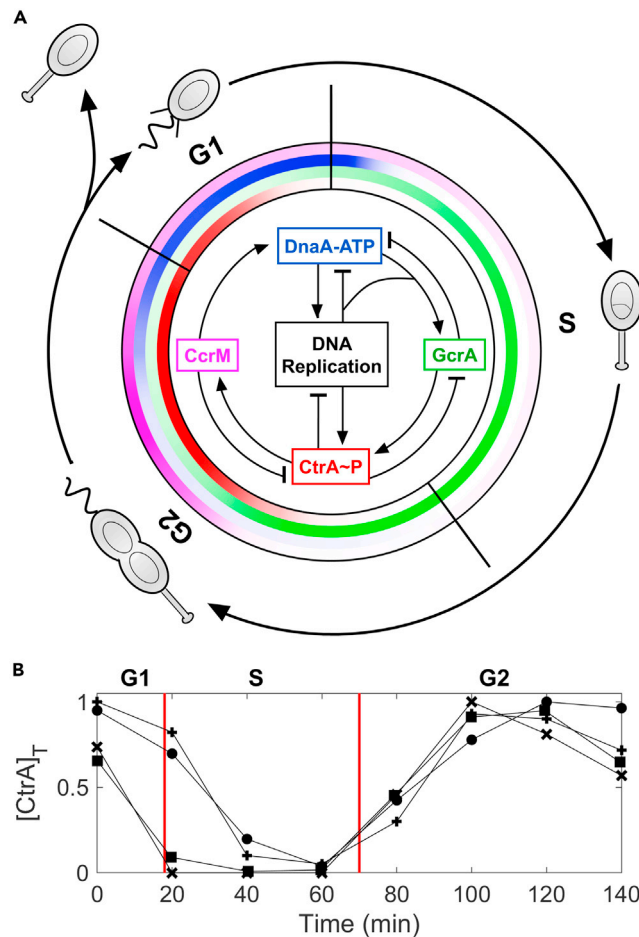 A
G1
S
G2
DnaA-ATP
DNA
Replication
CcrM
GcrA
CtrA~P
B
G1 S G2
[CtrA]T
1
0.5
0
0 20 40 60 80 100 120 140
Time (min)